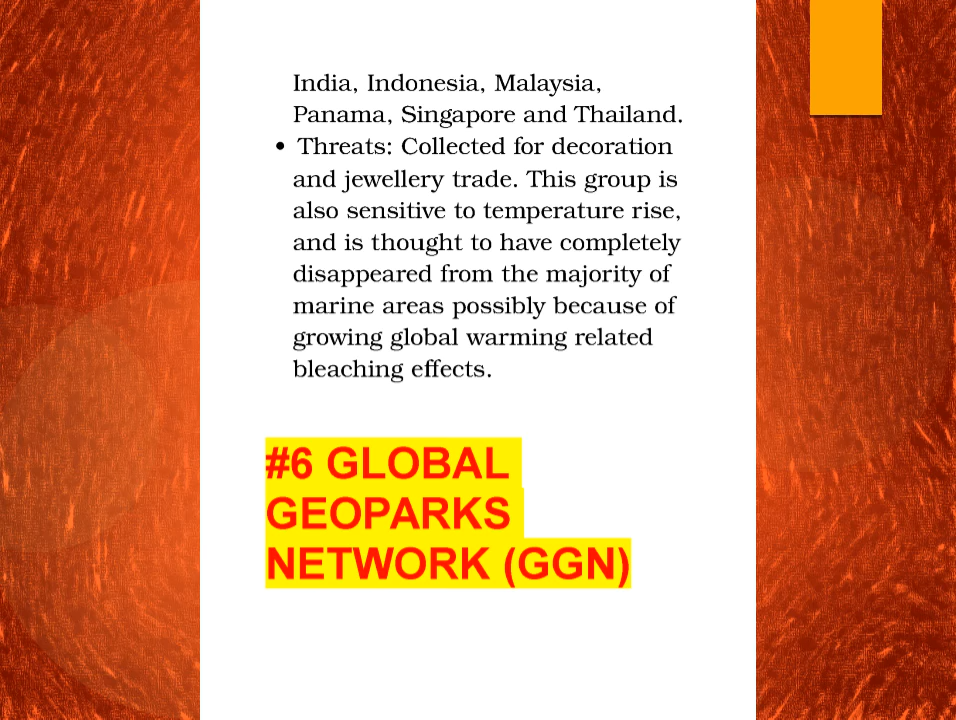 India, Indonesia, Malaysia,
Panama, Singapore and Thailand.
• Threats: Collected for decoration
and jewellery trade. This group is
also sensitive to temperature rise,
and is thought to have completely
disappeared from the majority of
marine areas possibly because of
growing global warming related
bleaching effects.
#6 GLOBAL
GEOPARKS
NETWORK (GGN)